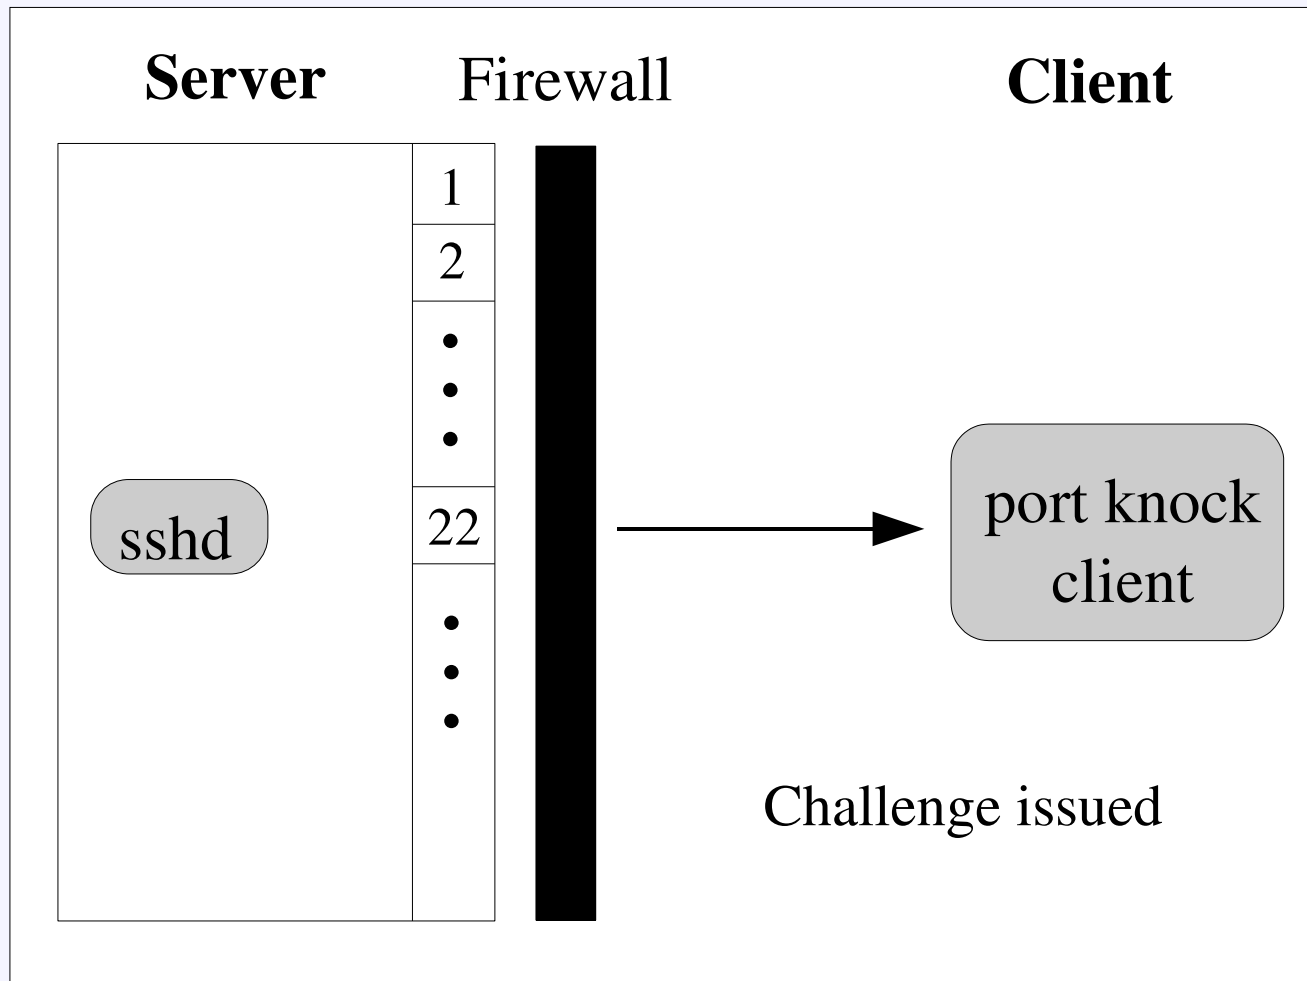 Server
Firewall
Client
1
2
22
sshd
port knock
client
Challenge issued